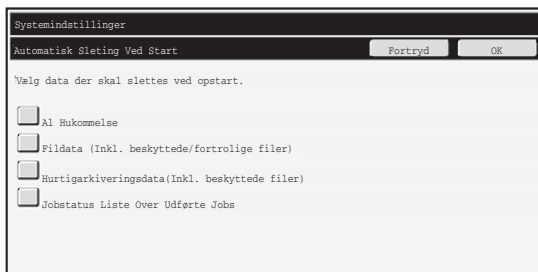 Systemindstillinger
Automatisk Sleting Ved Start Fortryd OK
Vælg data der skal slettes ved opstart.
Al Hukommelse
Fildata (Inkl. beskyttede/fortrolige filer)
Hurtigarkiveringsdata(Inkl. beskyttede filer)
Jobstatus Liste Over Udførte Jobs